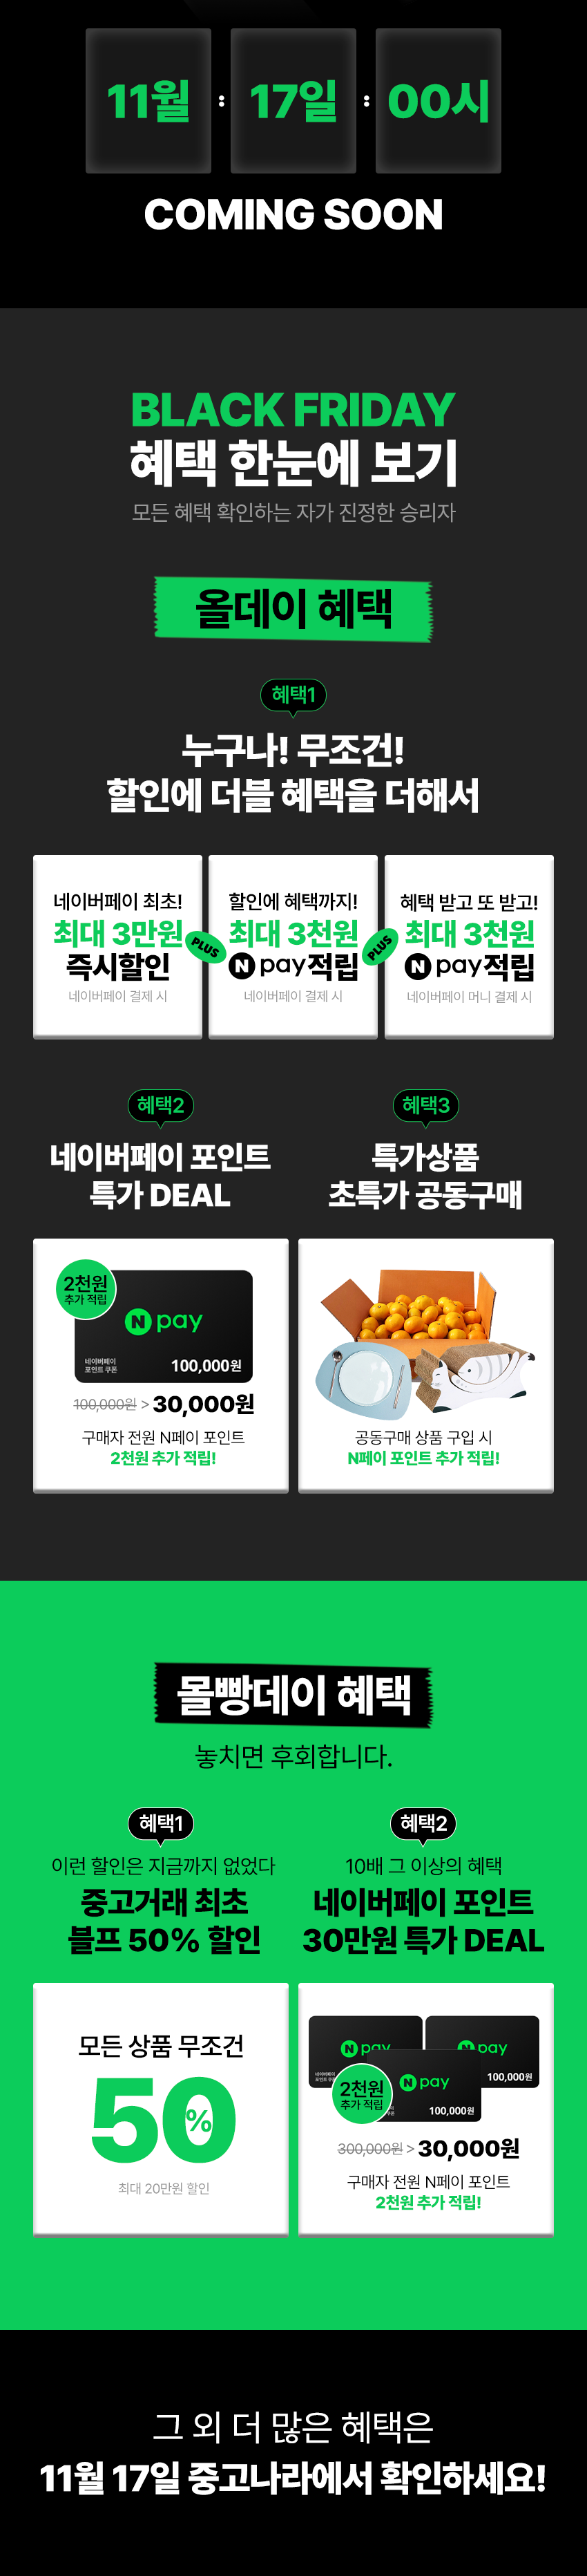 11월 : 17일 : 00시
COMING SOON
BLACK FRIDAY
혜택 한눈에 보기
모든 혜택 확인하는 자가 진정한 승리자
올데이 혜택
혜택1
누구나! 무조건!
할인에 더블 혜택을 더해서
네이버페이 최초!
최대 3만원
즉시할인
네이버페이 결제 시
PLUS
할인에 혜택까지!
최대 3천원
N pay적립
네이버페이 결제 시
PLUS
혜택 받고 또 받고!
최대 3천원
N pay적립
네이버페이 머니 결제 시
혜택2
네이버페이 포인트
특가 DEAL
2천원
추가 적립
N pay
네이버페이
포인트 쿠폰
100,000원
100,000원 > 30,000원
구매자 전원 N페이 포인트
2천원 추가 적립!
혜택3
특가상품
초특가 공동구매
공동구매 상품 구입 시
N페이 포인트 추가 적립!
몰빵데이 혜택
놓치면 후회합니다.
혜택1
이런 할인은 지금까지 없었다
중고거래 최초
블프 50% 할인
모든 상품 무조건
50%
최대 20만원 할인
혜택2
10배 그 이상의 혜택
네이버페이 포인트
30만원 특가 DEAL
N pay
N pay
100,000원
2천원
추가 적립
N pay
100,000원
300,000원 > 30,000원
구매자 전원 N페이 포인트
2천원 추가 적립!
그 외 더 많은 혜택은
11월 17일 중고나라에서 확인하세요!